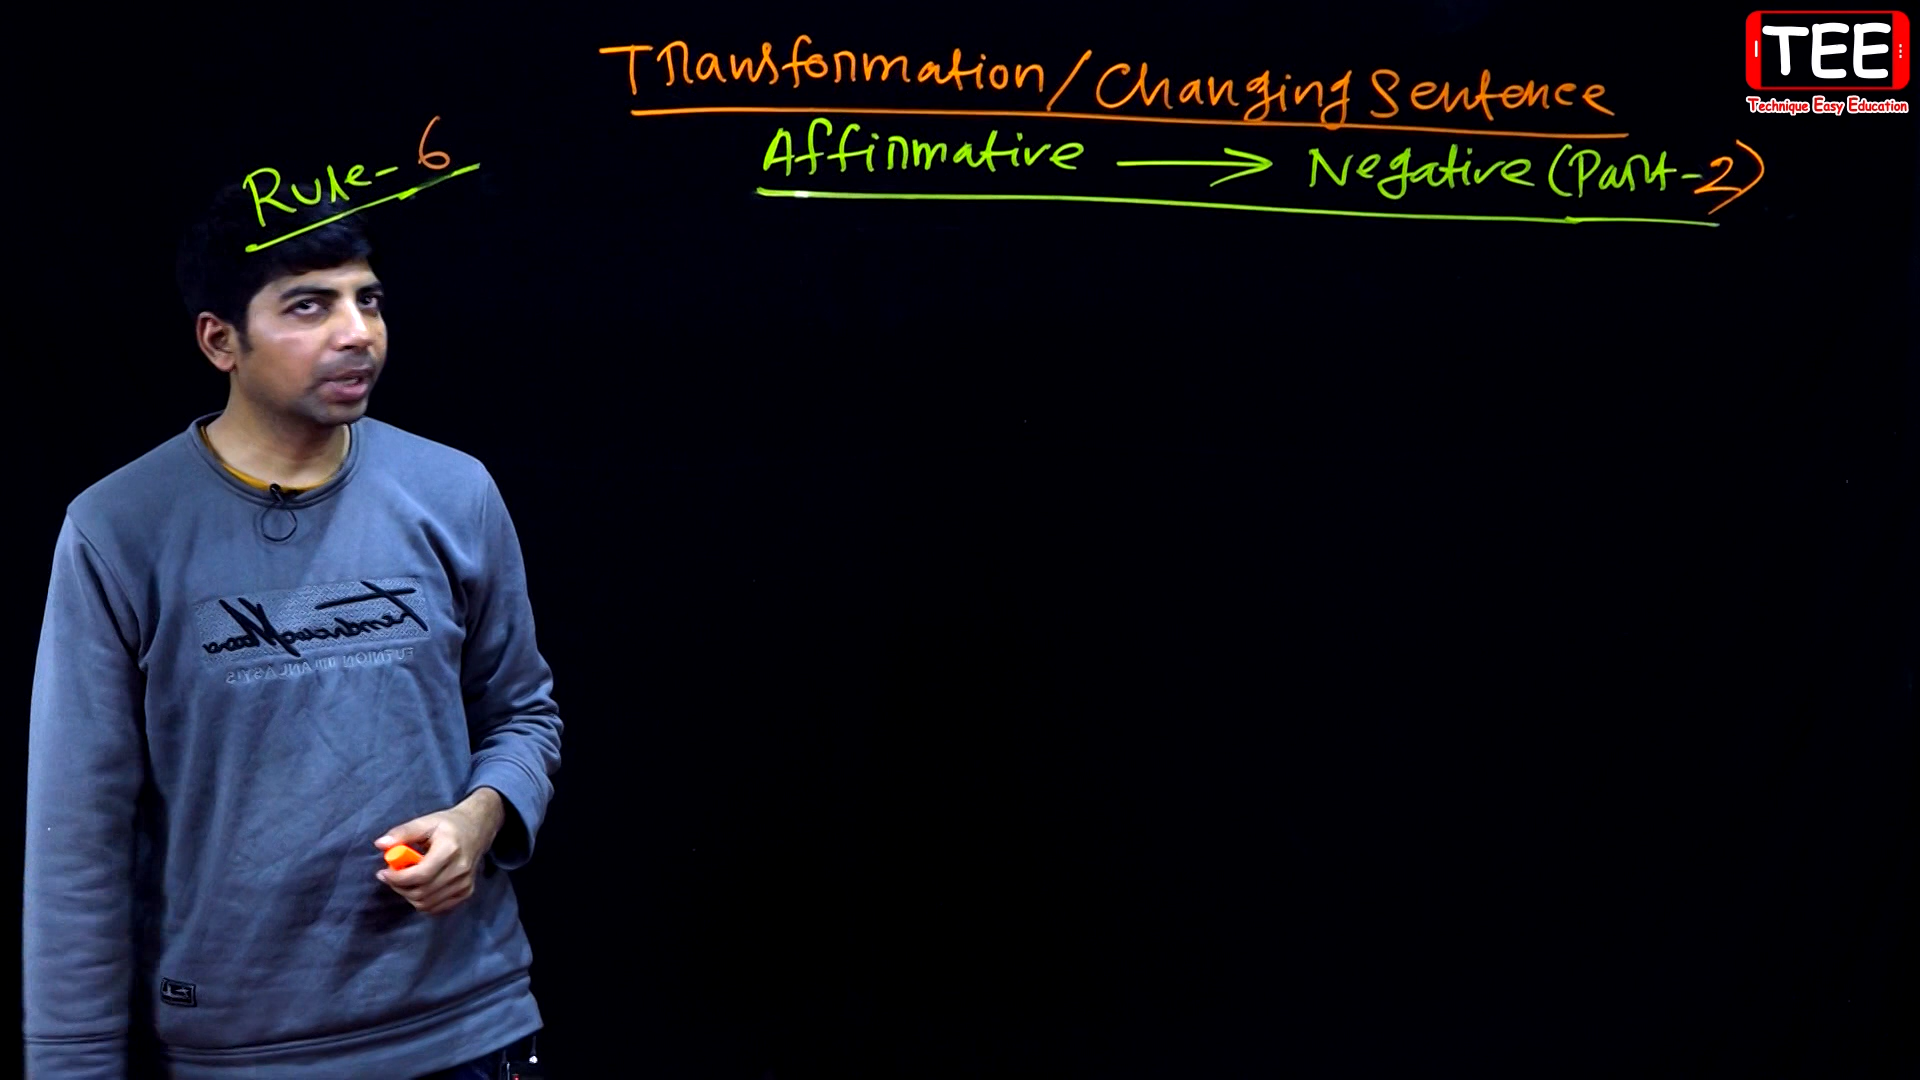 Transformation/Changing Sentence
Affirmative → Negative (Part-2)
Rule-6
TEE
Technique Easy Education